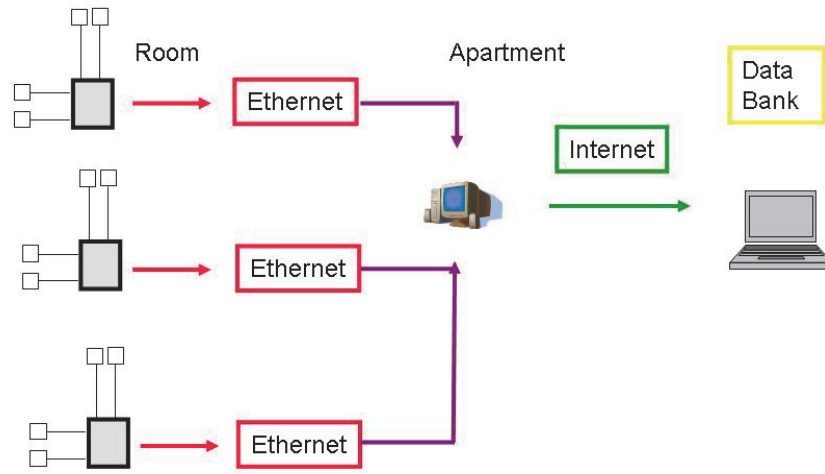 Room
Apartment
Data
Bank
Ethernet
Internet
Ethernet
Ethernet